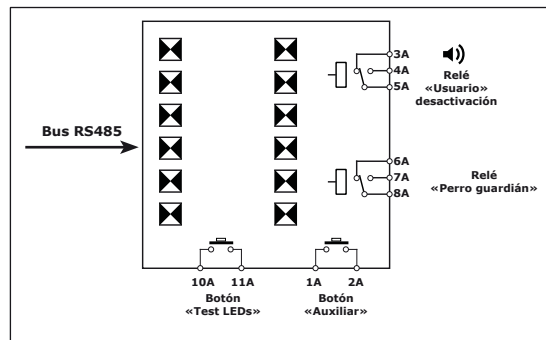 3A
4A
5A
Relé
«Usuario»
desactivación
Bus RS485
6A
7A
8A
Relé
«Perro guardián»
10A 11A 1A 2A
Botón
«Test LEDs»
Botón
«Auxiliar»